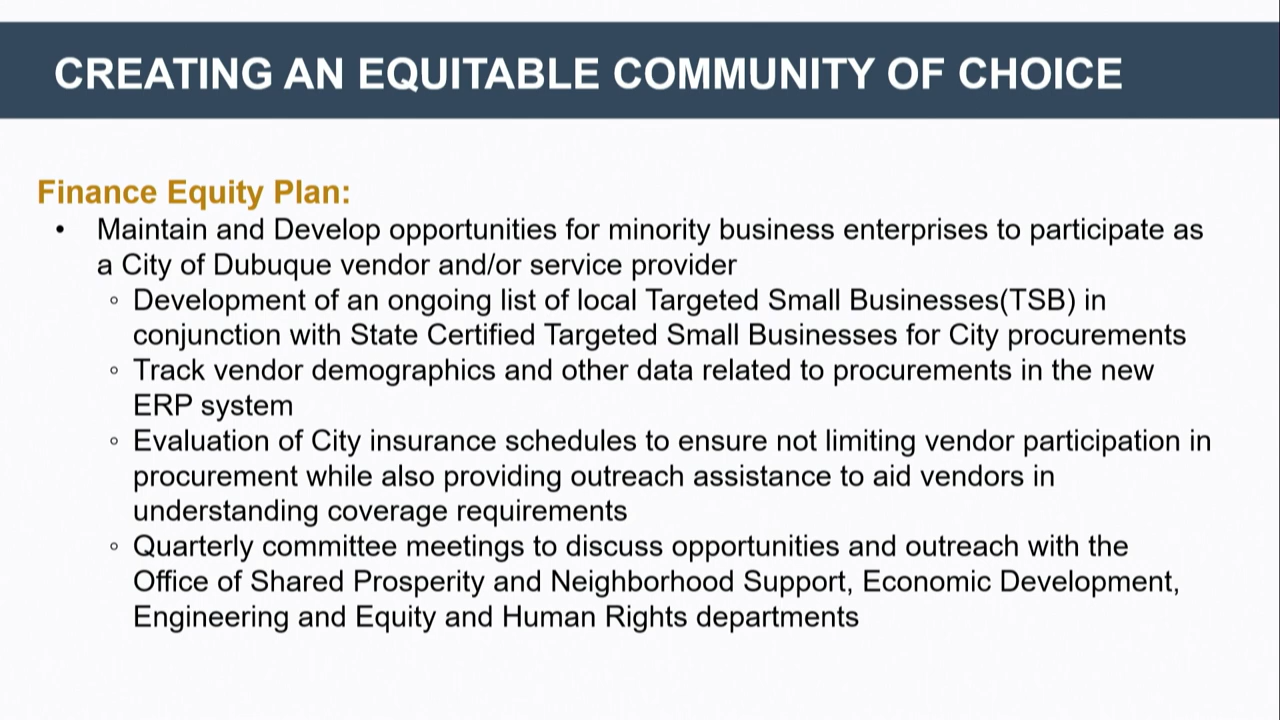 CREATING AN EQUITABLE COMMUNITY OF CHOICE
Finance Equity Plan:
• Maintain and Develop opportunities for minority business enterprises to participate as
a City of Dubuque vendor and/or service provider
◦ Development of an ongoing list of local Targeted Small Businesses(TSB) in
conjunction with State Certified Targeted Small Businesses for City procurements
◦ Track vendor demographics and other data related to procurements in the new
ERP system
◦ Evaluation of City insurance schedules to ensure not limiting vendor participation in
procurement while also providing outreach assistance to aid vendors in
understanding coverage requirements
◦ Quarterly committee meetings to discuss opportunities and outreach with the
Office of Shared Prosperity and Neighborhood Support, Economic Development,
Engineering and Equity and Human Rights departments